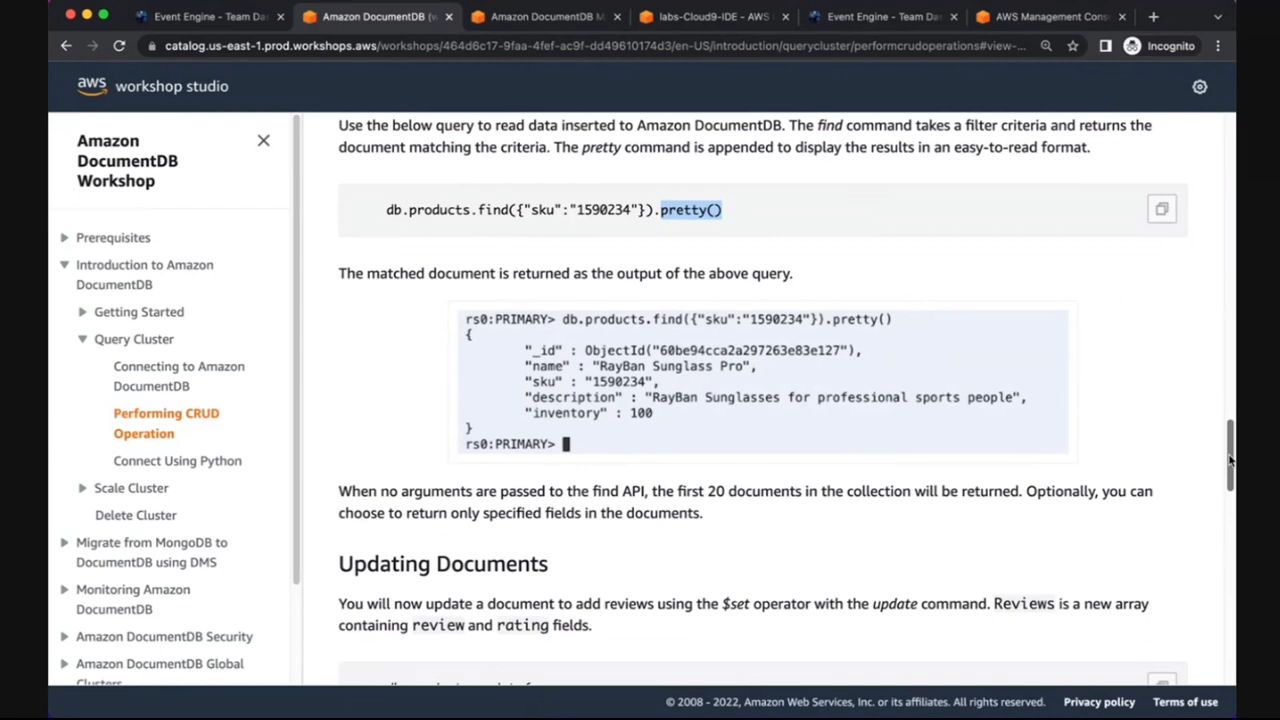 Event Engine - Team Da
Amazon DocumentDB (w
Amazon DocumentDB M
labs-Cloud9-IDE - AWS
Event Engine - Team Da
AWS Management Cons
catalog.us-east-1.prod.workshops.aws/workshops/464d6c17-9faa-4fef-ac9f-dd49610174d3/en-US/introduction/querycluster/performcrudoperations#view-...
Incognito
aws workshop studio
Amazon
DocumentDB
Workshop
Prerequisites
Introduction to Amazon
DocumentDB
Getting Started
Query Cluster
Connecting to Amazon
DocumentDB
Performing CRUD
Operation
Connect Using Python
Scale Cluster
Delete Cluster
Migrate from MongoDB to
DocumentDB using DMS
Monitoring Amazon
DocumentDB
Amazon DocumentDB Security
Amazon DocumentDB Global
Clusters
Use the below query to read data inserted to Amazon DocumentDB. The find command takes a filter criteria and returns the
document matching the criteria. The pretty command is appended to display the results in an easy-to-read format.
db.products.find({"sku":"1590234"}).pretty()
The matched document is returned as the output of the above query.
rs0:PRIMARY> db.products.find({"sku":"1590234"}).pretty()
{
"_id" : ObjectId("60be94cca2a297263e83e127"),
"name" : "RayBan Sunglass Pro",
"sku" : "1590234",
"description" : "RayBan Sunglasses for professional sports people",
"inventory" : 100
}
rs0:PRIMARY>
When no arguments are passed to the find API, the first 20 documents in the collection will be returned. Optionally, you can
choose to return only specified fields in the documents.
Updating Documents
You will now update a document to add reviews using the $set operator with the update command. Reviews is a new array
containing review and rating fields.
© 2008 - 2022, Amazon Web Services, Inc. or its affiliates. All rights reserved.
Privacy policy
Terms of use